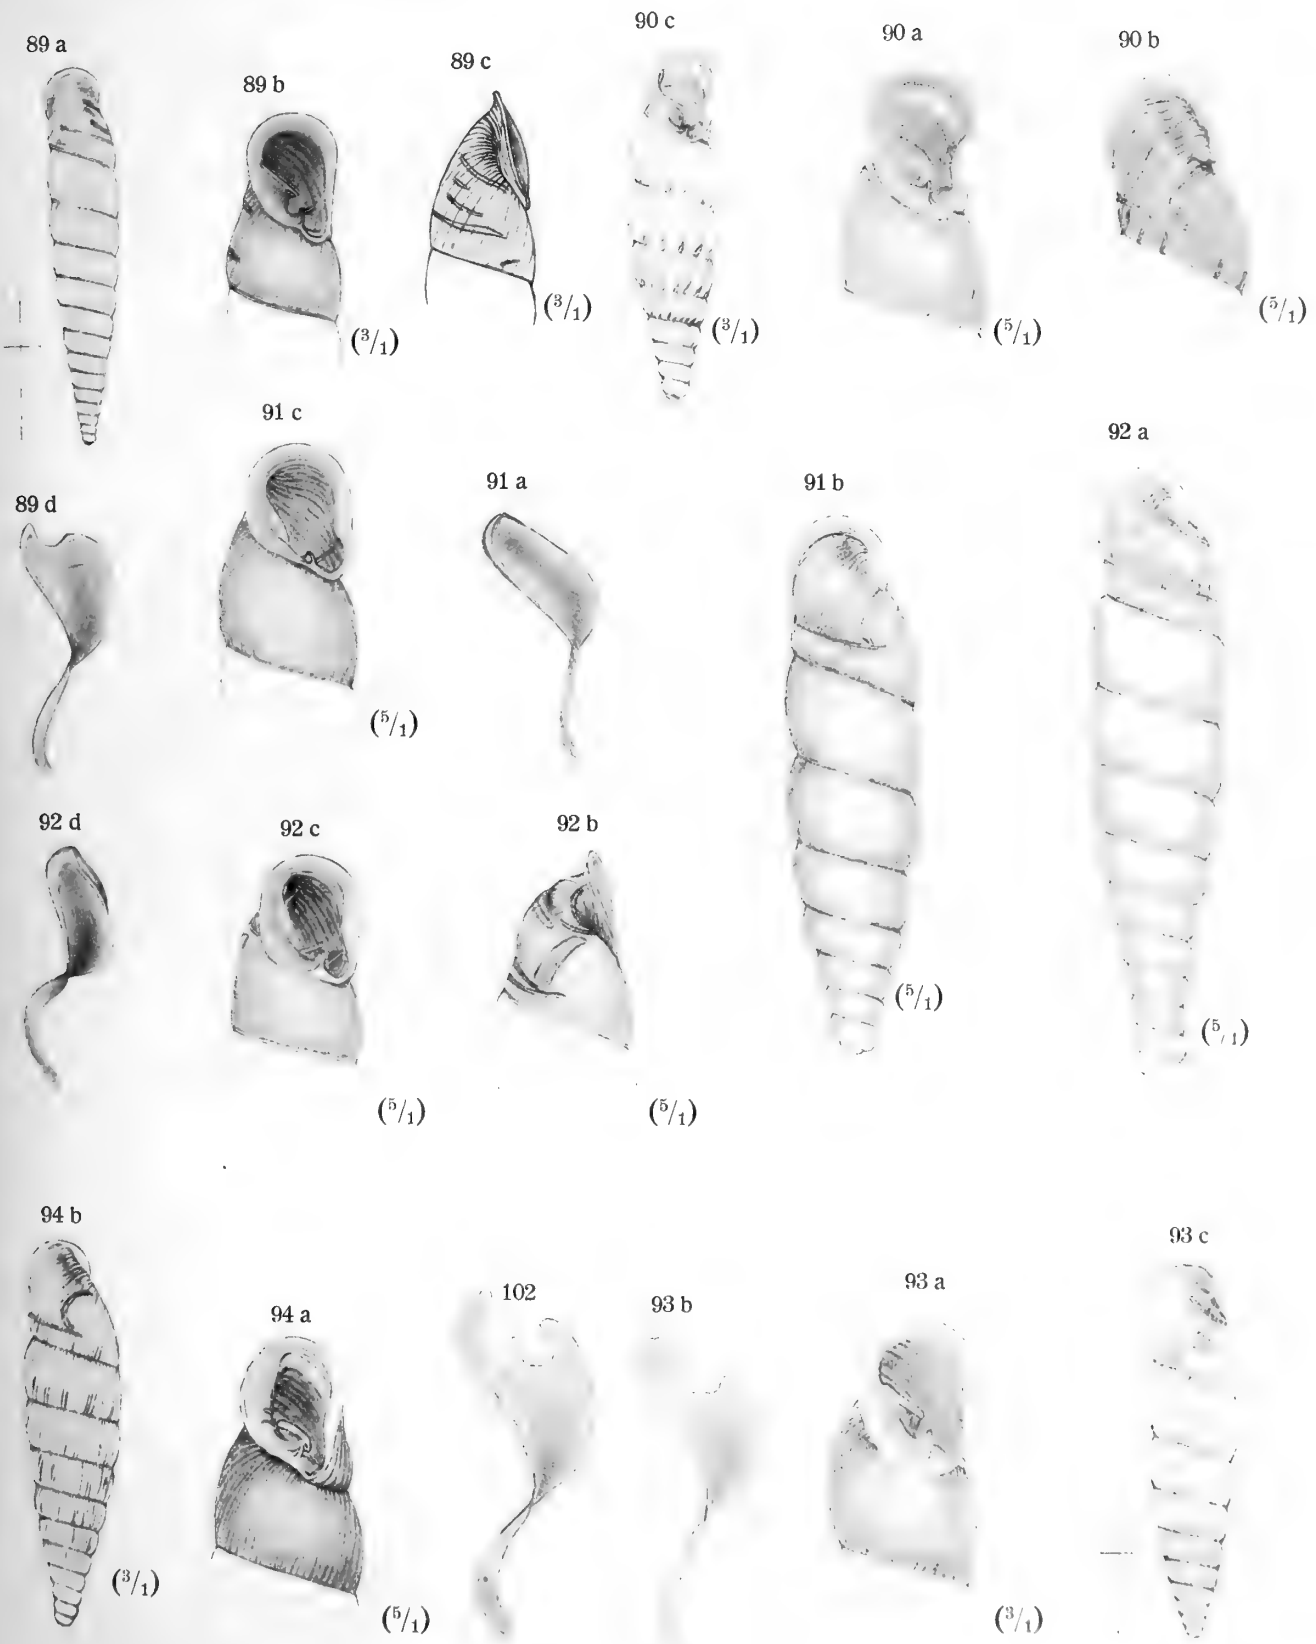 90 c
90 a
90 b
89 a
89 c
89 b
(3/1)
(5/1)
(3/1)
(3/1)
(5/1)
91 c
92 a
91 a
91 b
89 d
(5/1)
92 d
92 c
92 b
(5/1)
(5/1)
(5/1)
(5/1)
94 b
93 c
93 a
102
93 b
94 a
(3/1)
(5/1)
(3/1)